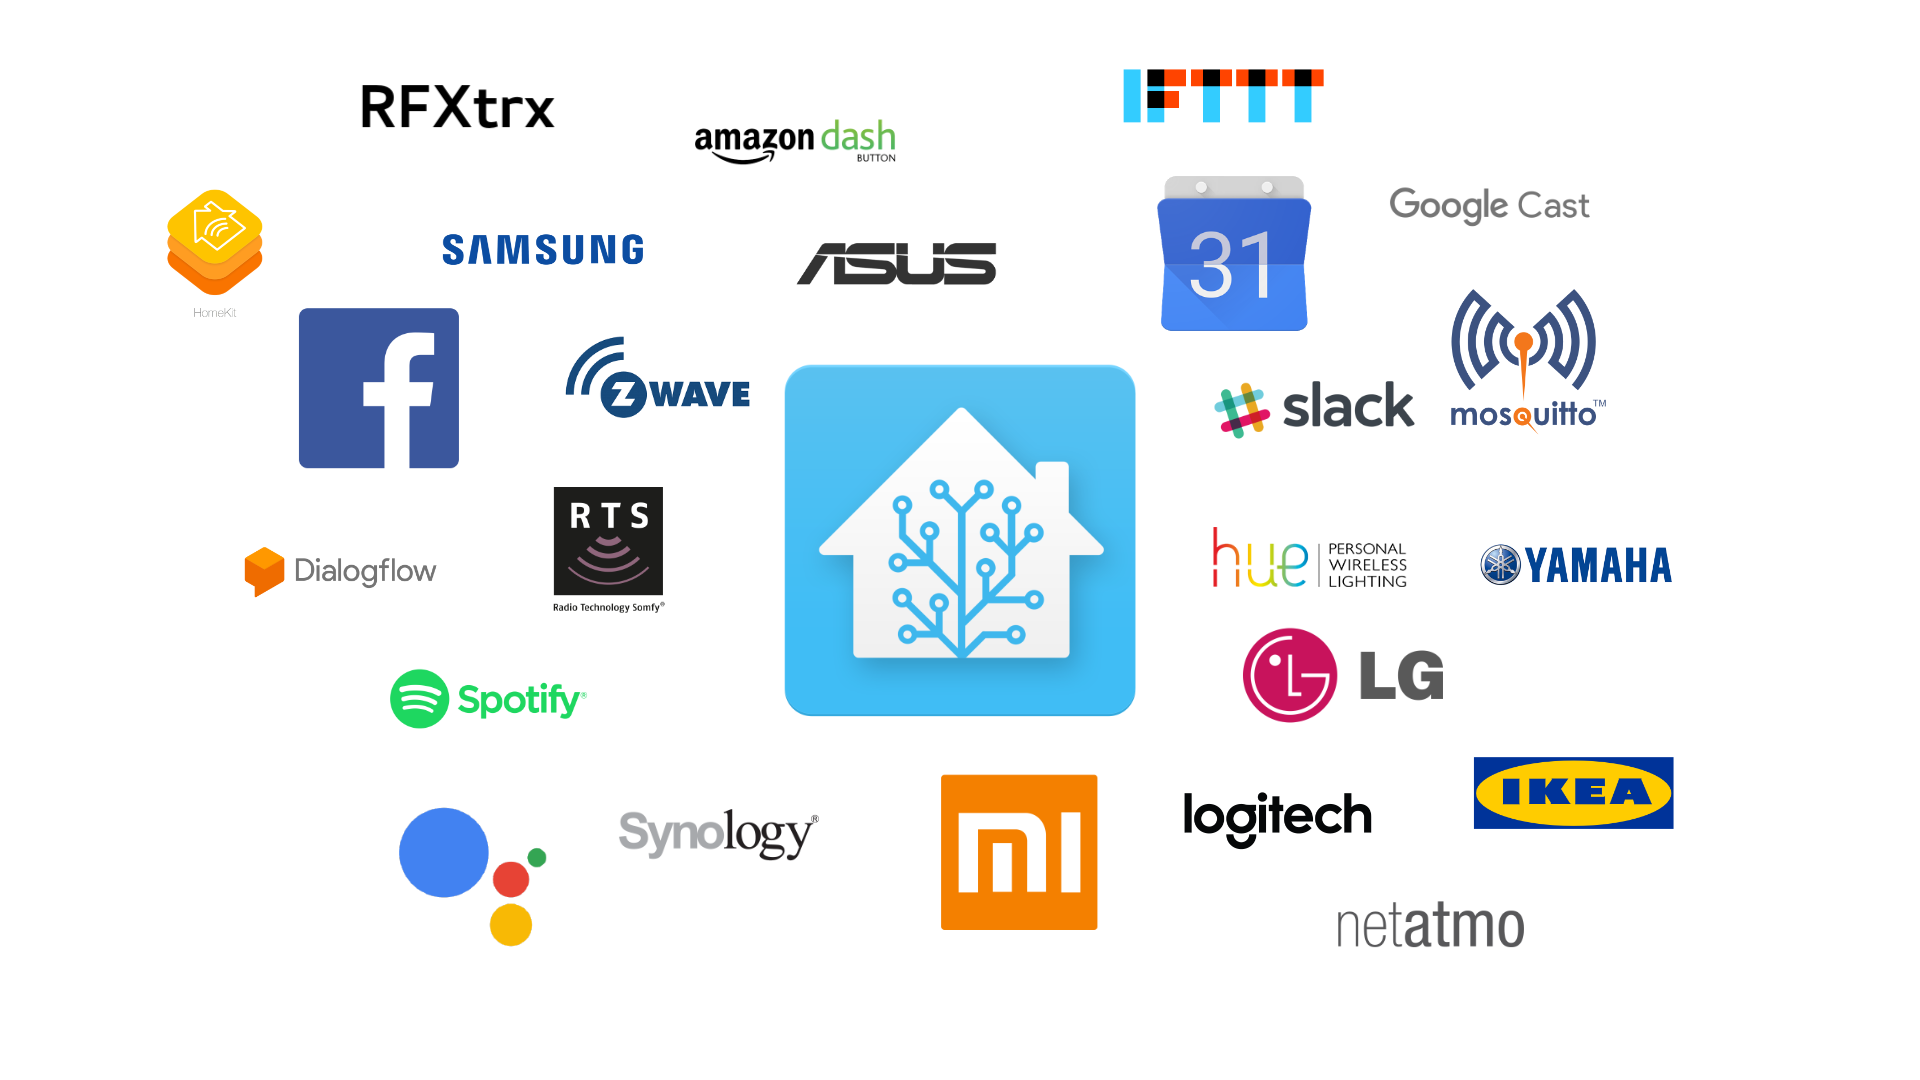 RFXtrx
amazon dash
BUTTON
IFTTT
HomeKit
SAMSUNG
ASUS
31
Google Cast
f
Z WAVE
slack
mosquitto™
RTS
Radio Technology Somfy®
Dialogflow
hue
PERSONAL
WIRELESS
LIGHTING
YAMAHA
Spotify®
LG
Synology®
mi
logitech
IKEA
netatmo